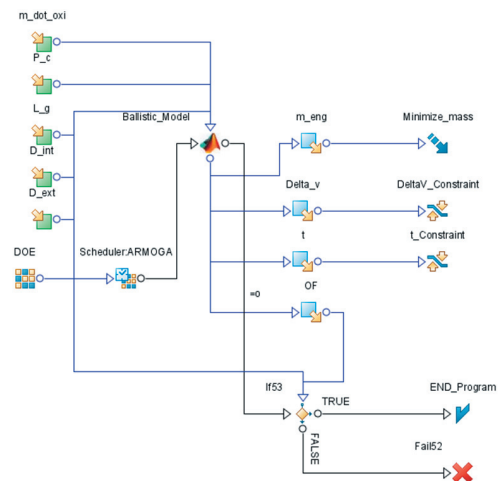 m_dot_oxi
P_c
L_g
Ballistic_Model
m_eng
Minimize_mass
D_int
D_ext
Delta_v
DeltaV_Constraint
DOE
Scheduler:ARMOGA
t
t_Constraint
=0
OF
If53
TRUE
END_Program
FALSE
Fail52